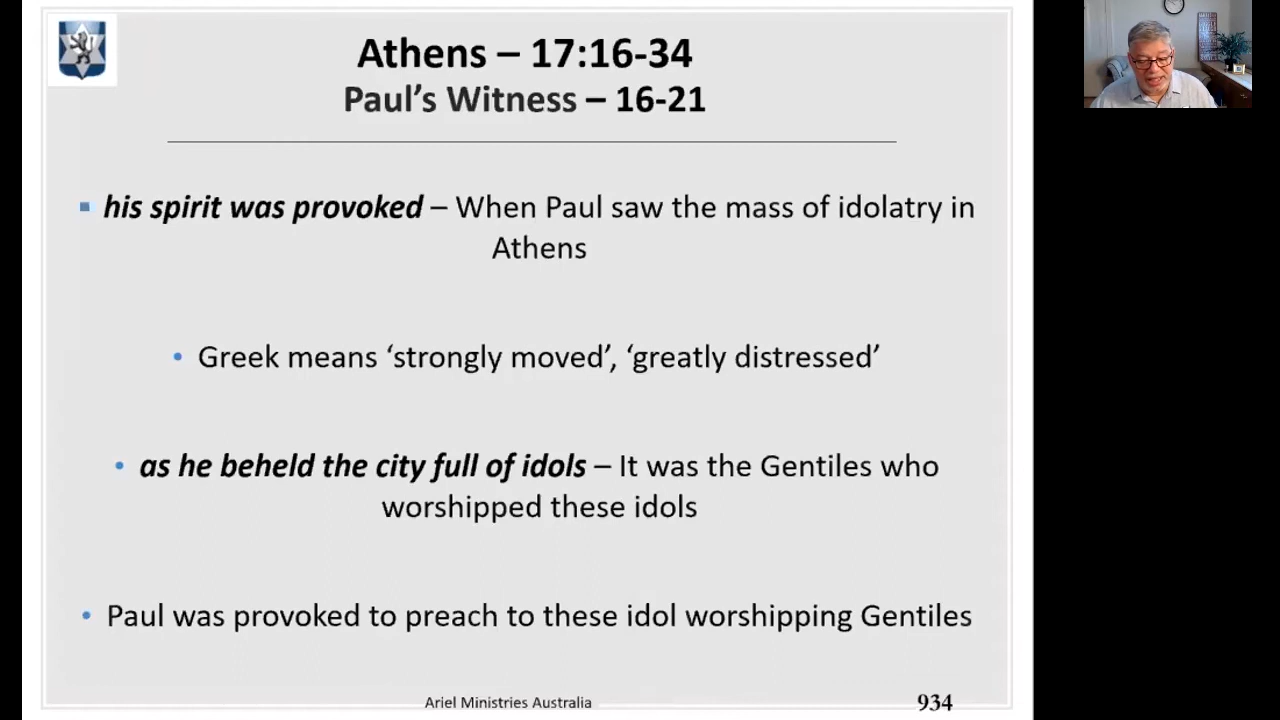 Athens – 17:16-34
Paul's Witness – 16-21
▪ his spirit was provoked – When Paul saw the mass of idolatry in
Athens
• Greek means ‘strongly moved’, ‘greatly distressed’
• as he beheld the city full of idols – It was the Gentiles who
worshipped these idols
• Paul was provoked to preach to these idol worshipping Gentiles
Ariel Ministries Australia
934